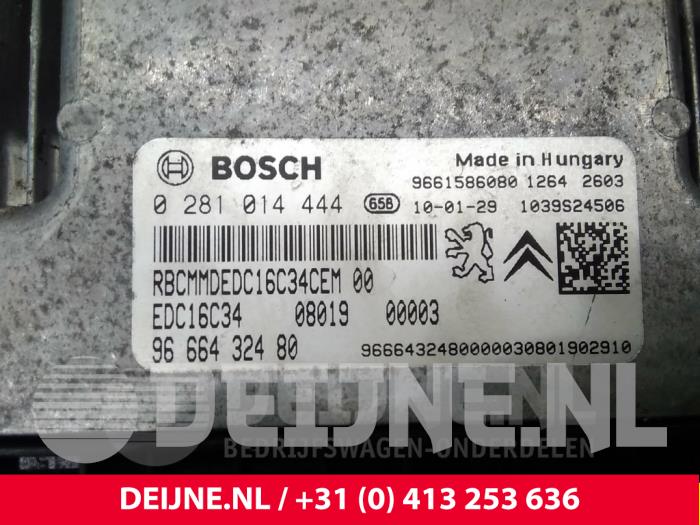 BOSCH
Made in Hungary
9661586080 1264 2603
0 281 014 444 658 10-01-29 1039S24506
RBCMMDEDC16C34CEM 00
EDC16C34 08019 00003
96 664 324 80 9666432480000030801902910
DEIJNE.NL
BEDRIJFSWAGEN-ONDERDELEN
DEIJNE.NL / +31 (0) 413 253 636